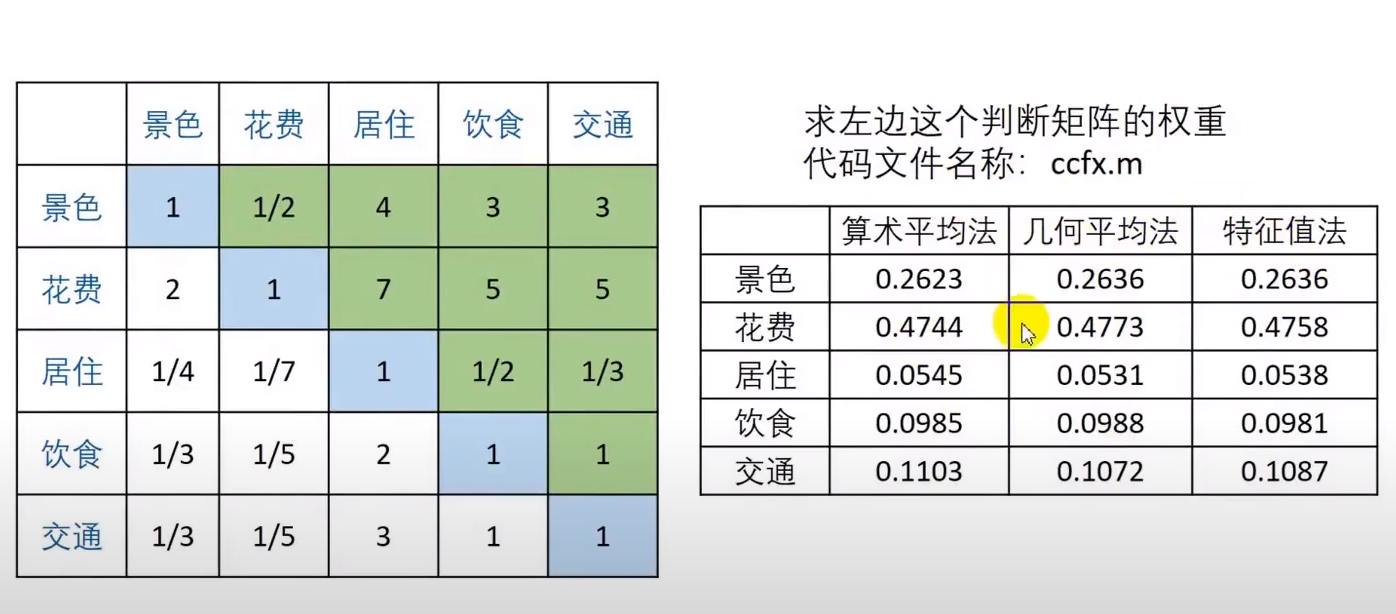 景色 花费 居住 饮食 交通
景色 1 1/2 4 3 3
花费 2 1 7 5 5
居住 1/4 1/7 1 1/2 1/3
饮食 1/3 1/5 2 1 1
交通 1/3 1/5 3 1 1
求左边这个判断矩阵的权重
代码文件名称：ccfx.m
算术平均法 几何平均法 特征值法
景色 0.2623 0.2636 0.2636
花费 0.4744 0.4773 0.4758
居住 0.0545 0.0531 0.0538
饮食 0.0985 0.0988 0.0981
交通 0.1103 0.1072 0.1087